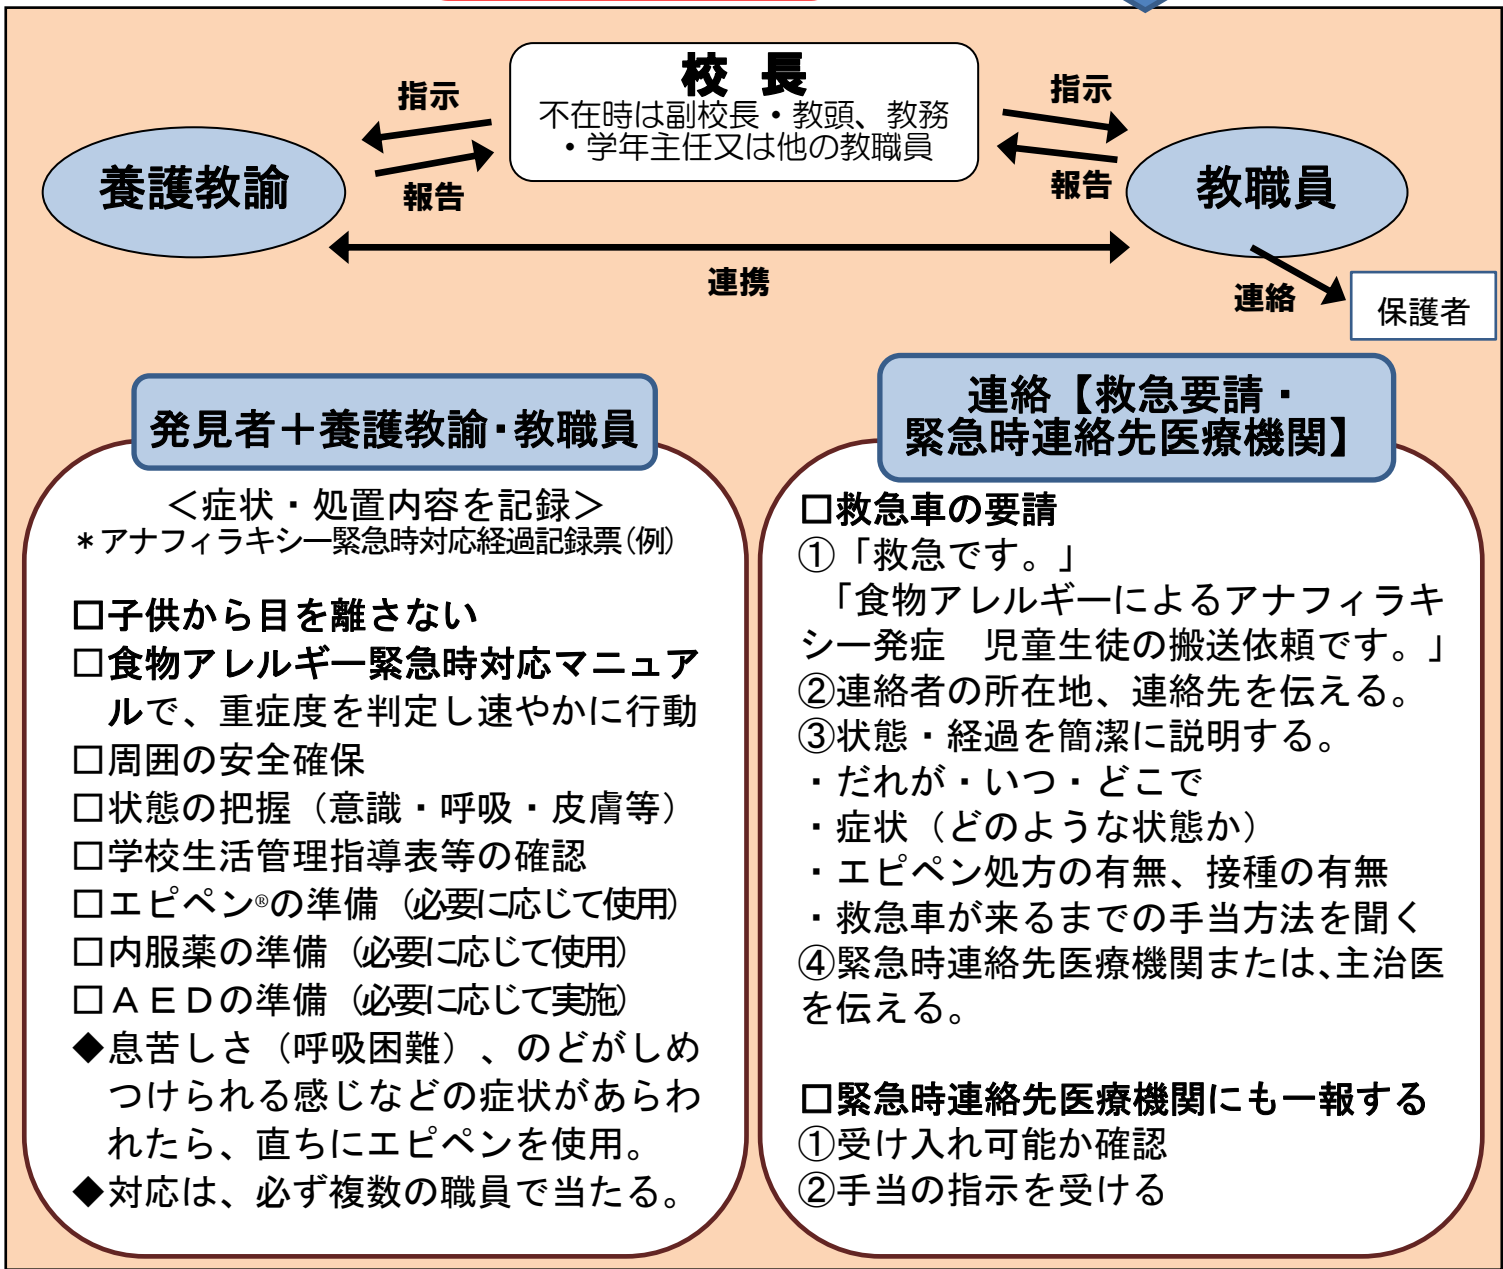 校 長
不在時は副校長・教頭、教務
・学年主任又は他の教職員
指示
報告
指示
報告
養護教諭
教職員
連携
連絡
保護者
発見者＋養護教諭・教職員
＜症状・処置内容を記録＞
＊アナフィラキシー緊急時対応経過記録票(例)
□子供から目を離さない
□食物アレルギー緊急時対応マニュア
ルで、重症度を判定し速やかに行動
□周囲の安全確保
□状態の把握（意識・呼吸・皮膚等）
□学校生活管理指導表等の確認
□エピペン®の準備（必要に応じて使用）
□内服薬の準備（必要に応じて使用）
□ＡＥＤの準備（必要に応じて実施）
◆息苦しさ（呼吸困難）、のどがしめ
つけられる感じなどの症状があらわ
れたら、直ちにエピペンを使用。
◆対応は、必ず複数の職員で当たる。
連絡【救急要請・
緊急時連絡先医療機関】
□救急車の要請
①「救急です。」
「食物アレルギーによるアナフィラキ
シー発症　児童生徒の搬送依頼です。」
②連絡者の所在地、連絡先を伝える。
③状態・経過を簡潔に説明する。
・だれが・いつ・どこで
・症状（どのような状態か）
・エピペン処方の有無、接種の有無
・救急車が来るまでの手当方法を聞く
④緊急時連絡先医療機関または、主治医
を伝える。
□緊急時連絡先医療機関にも一報する
①受け入れ可能か確認
②手当の指示を受ける